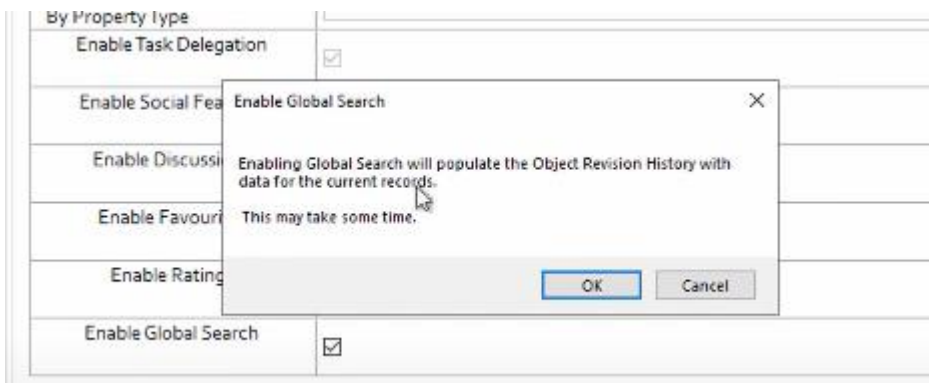 By Property Type
Enable Task Delegation
Enable Social Fea
Enable Global Search
Enable Discussi
Enabling Global Search will populate the Object Revision History with
data for the current records.
Enable Favouri
This may take some time.
Enable Rating
OK
Cancel
Enable Global Search